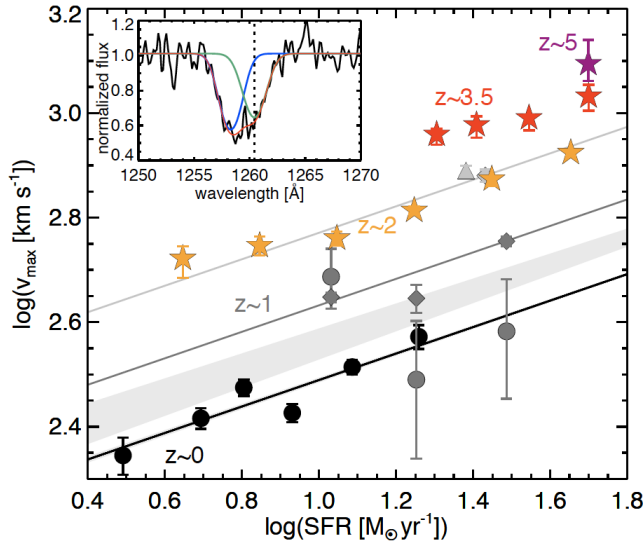 3.2
3.0
2.8
2.6
2.4
log(v_max [km s⁻¹])
1.4
1.2
1.0
0.8
0.6
0.4
normalized flux
1250 1255 1260 1265 1270
wavelength [Å]
z~5
z~3.5
z~2
z~1
z~0
0.4 0.6 0.8 1.0 1.2 1.4 1.6 1.8
log(SFR [M⊙ yr⁻¹])